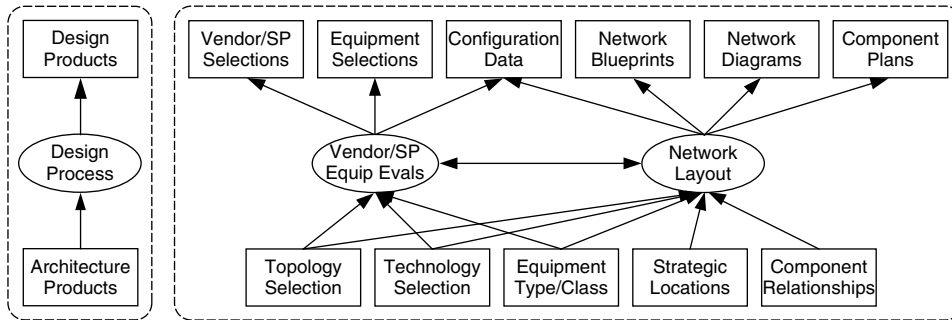 Design
Products
Design
Process
Architecture
Products
Vendor/SP
Selections
Equipment
Selections
Configuration
Data
Network
Blueprints
Network
Diagrams
Component
Plans
Vendor/SP
Equip Evals
Network
Layout
Topology
Selection
Technology
Selection
Equipment
Type/Class
Strategic
Locations
Component
Relationships